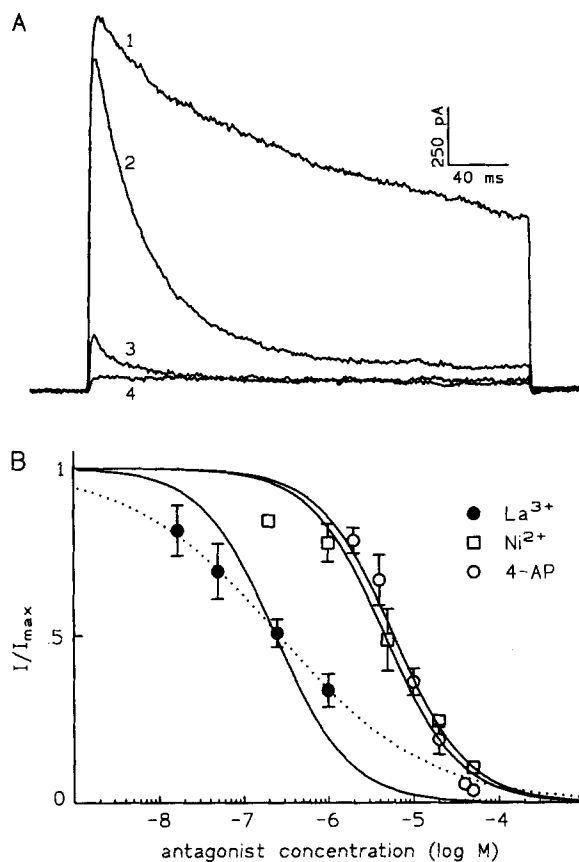 A
1
2
3
4
250 pA
40 ms
B
I/Imax
1
.5
0
La³⁺
Ni²⁺
4-AP
-8 -7 -6 -5 -4
antagonist concentration (log M)